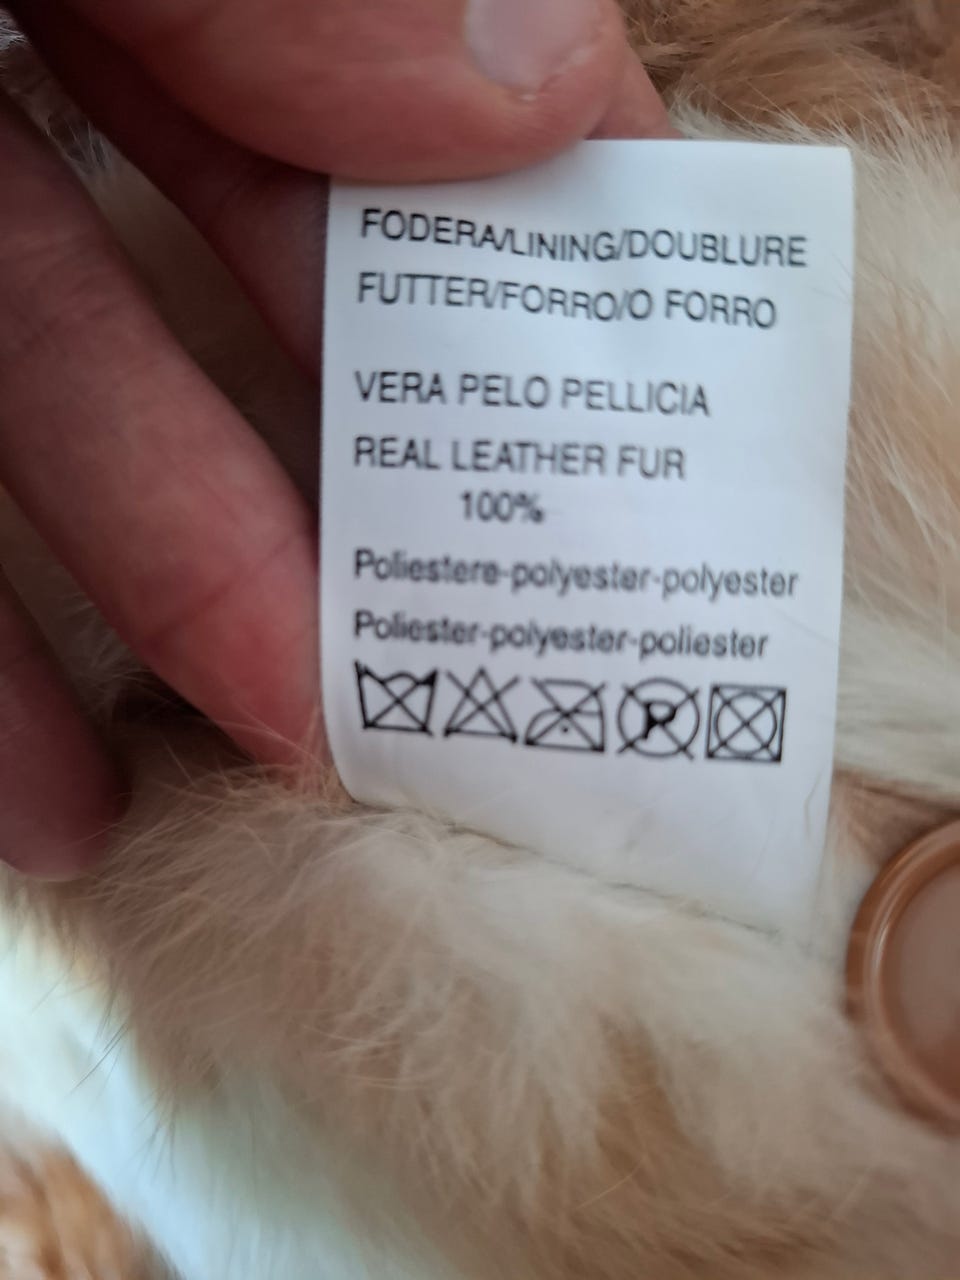 FODERA/LINING/DOUBLURE
FUTTER/FORRO/O FORRO
VERA PELO PELLICIA
REAL LEATHER FUR
100%
Poliestere-polyester-polyester
Poliester-polyester-poliester
P